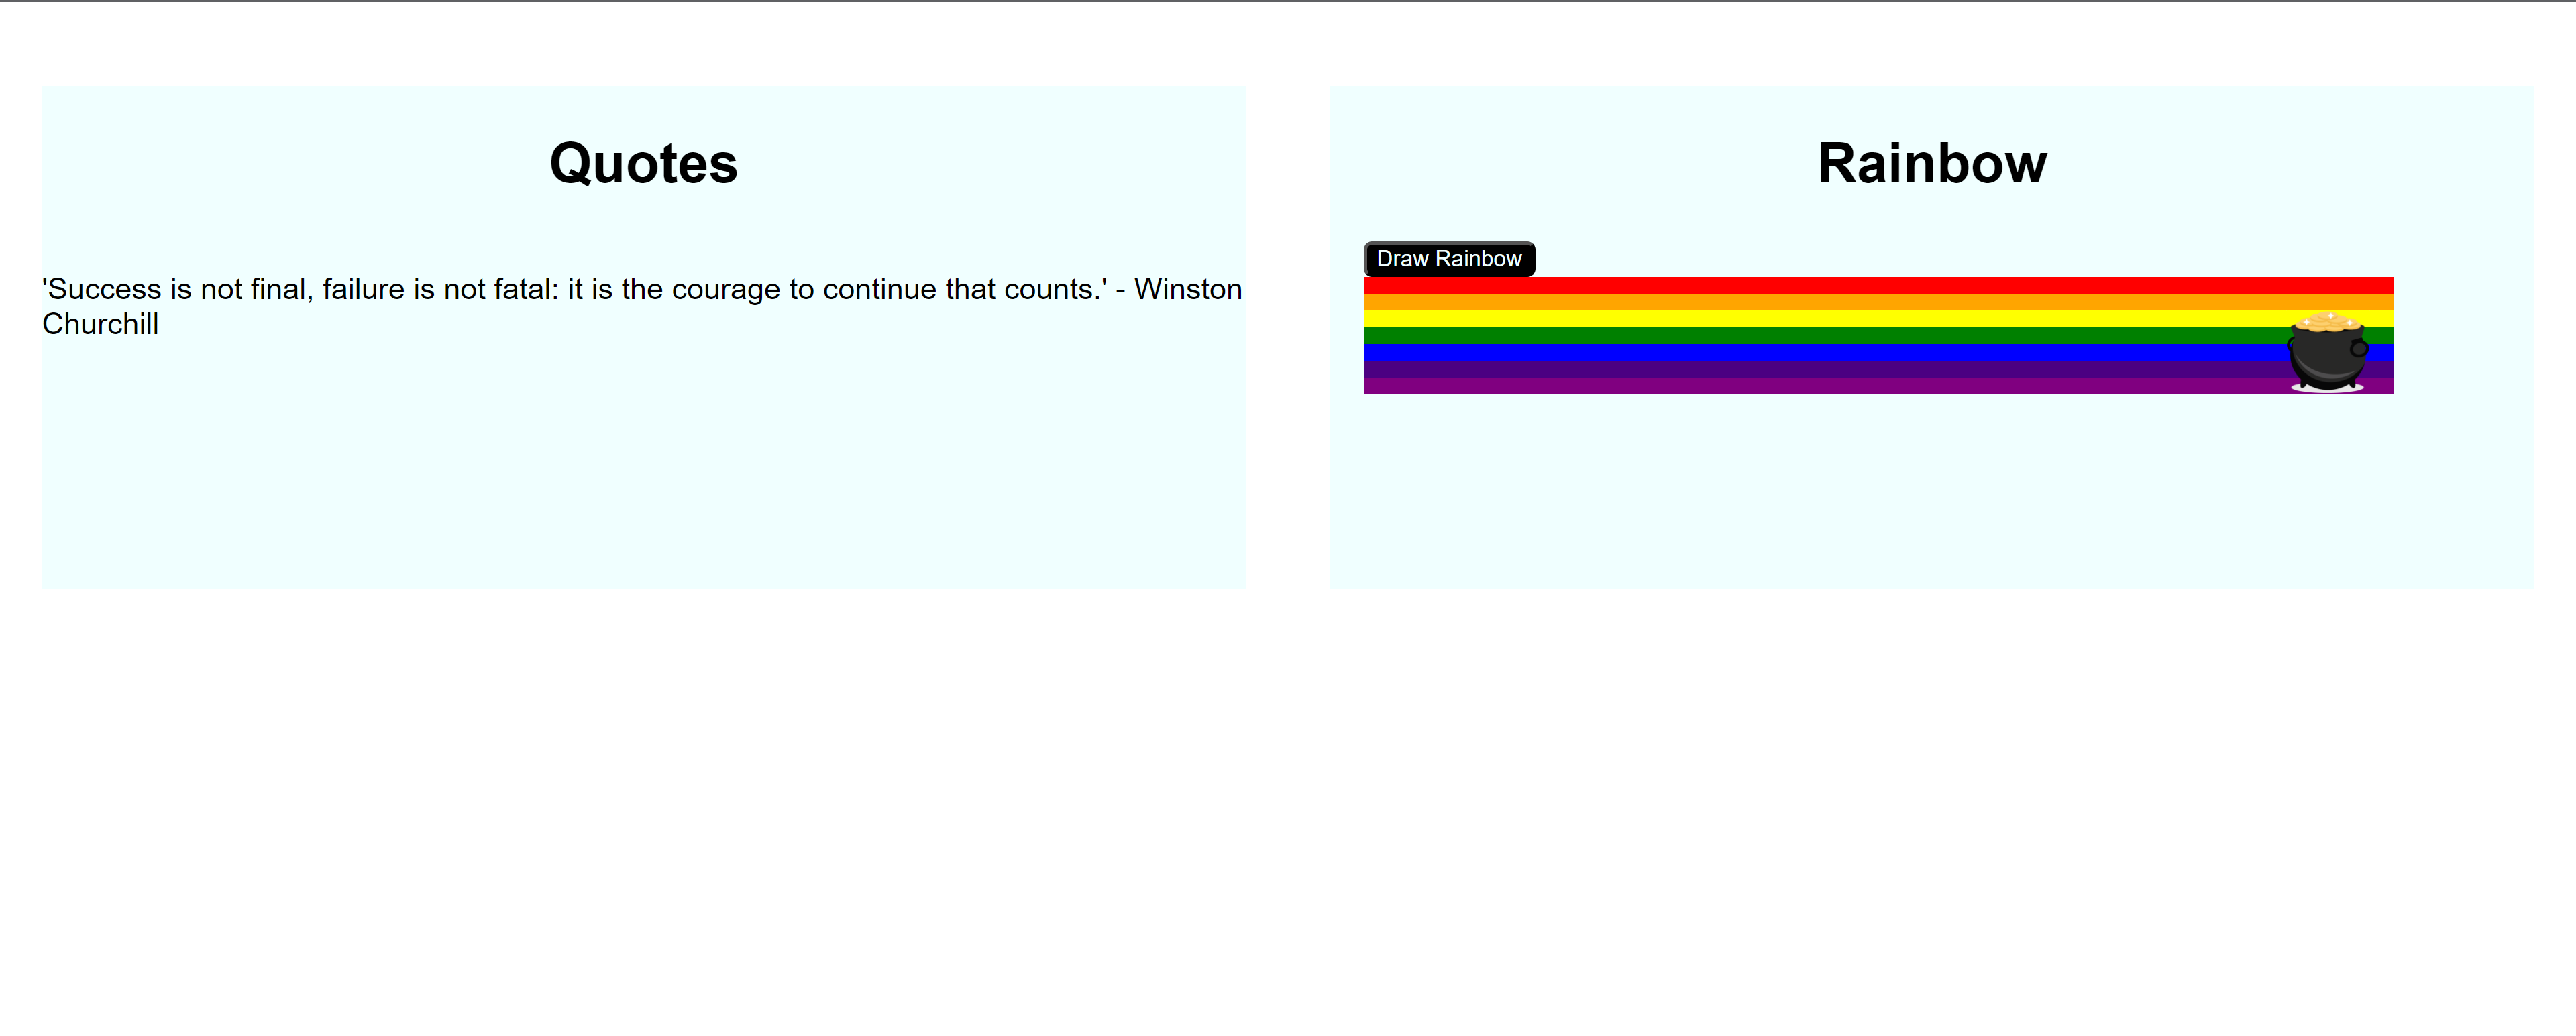 Quotes
'Success is not final, failure is not fatal: it is the courage to continue that counts.' - Winston
Churchill
Rainbow
Draw Rainbow